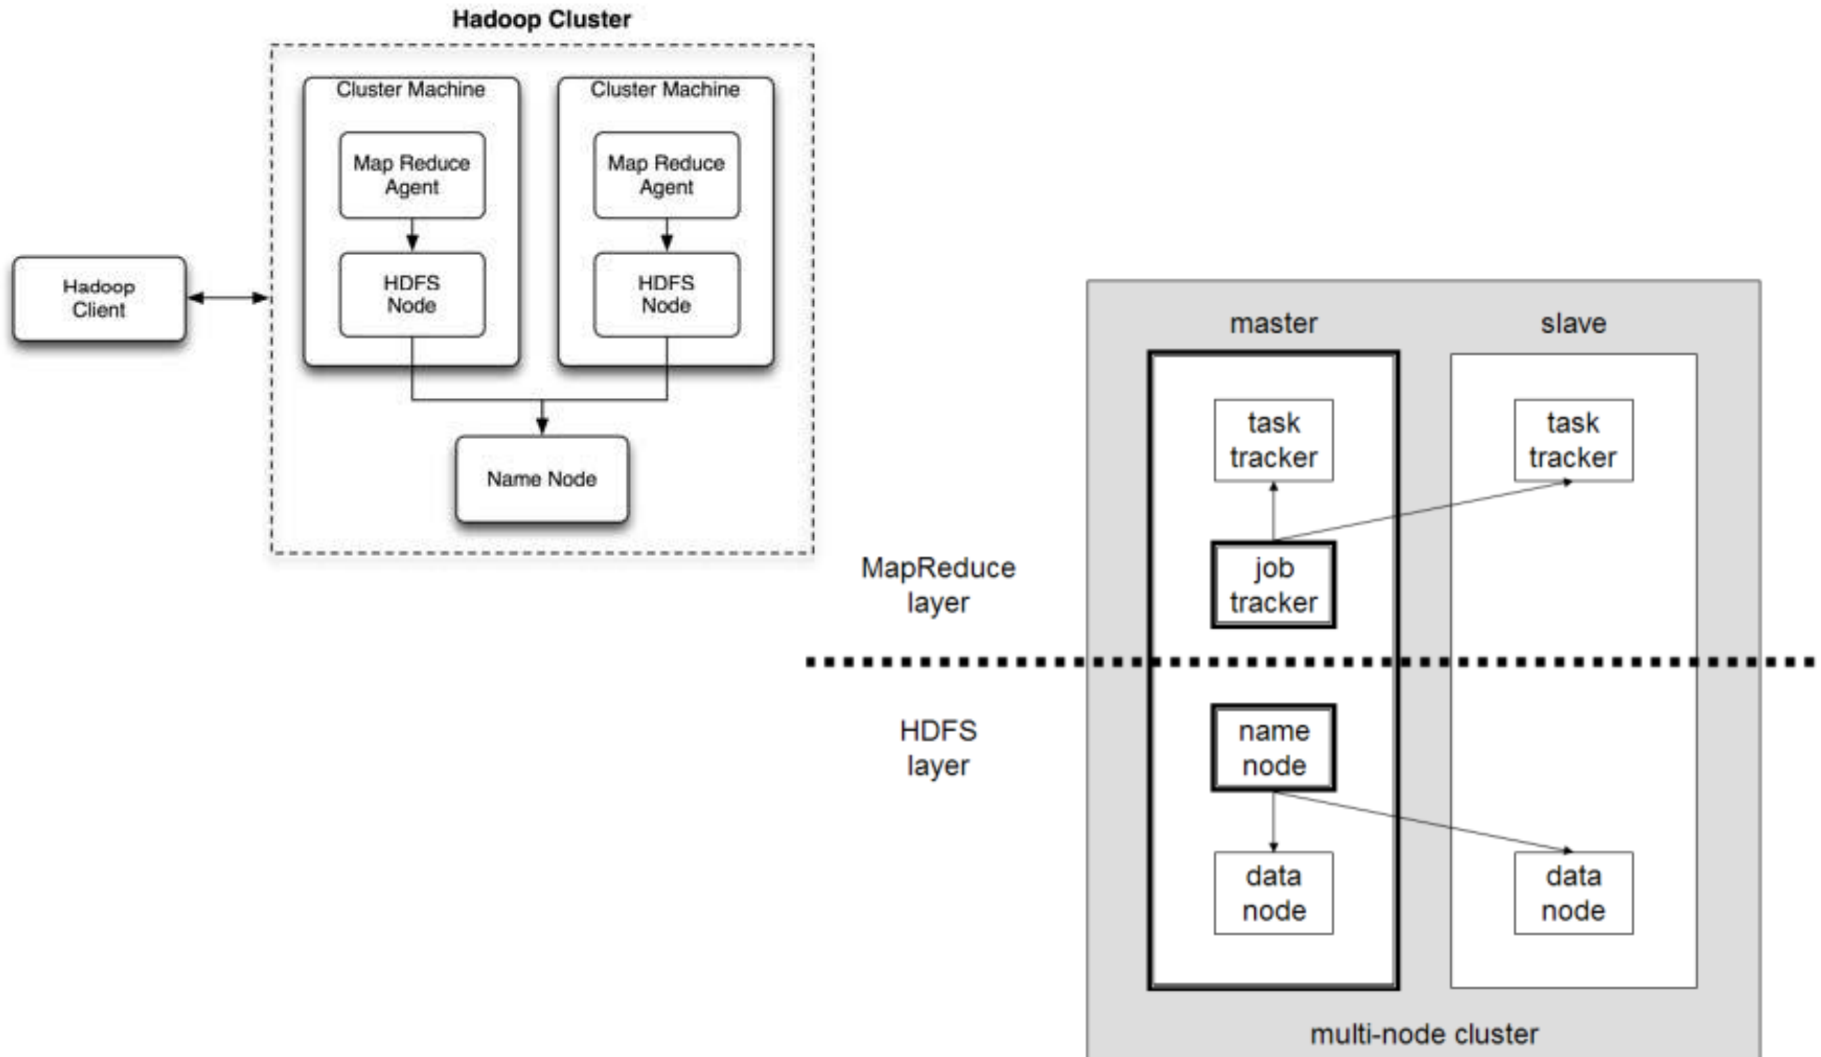 Hadoop Cluster
Cluster Machine
Map Reduce
Agent
HDFS
Node
Cluster Machine
Map Reduce
Agent
HDFS
Node
Hadoop
Client
Name Node
master
slave
task
tracker
task
tracker
MapReduce
layer
job
tracker
HDFS
layer
name
node
data
node
data
node
multi-node cluster